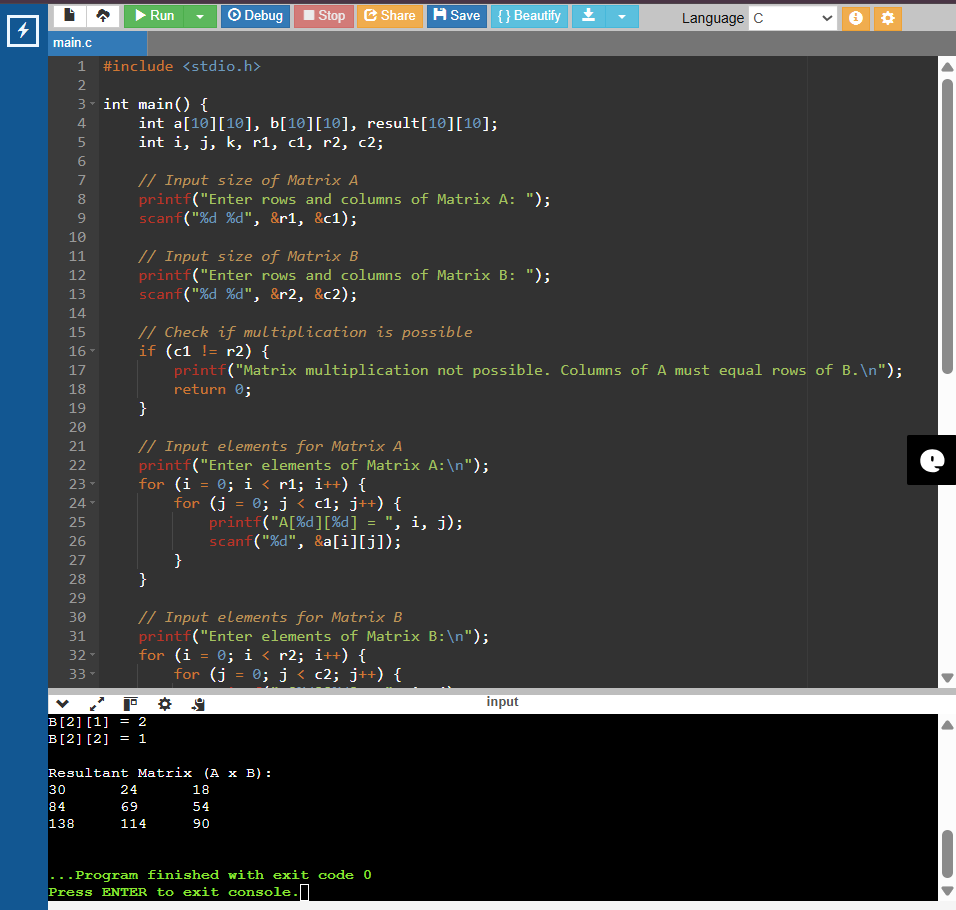 Run Debug Stop Share Save { } Beautify Language C
main.c
1 #include <stdio.h>
2
3 int main() {
4     int a[10][10], b[10][10], result[10][10];
5     int i, j, k, r1, c1, r2, c2;
6
7     // Input size of Matrix A
8     printf("Enter rows and columns of Matrix A: ");
9     scanf("%d %d", &r1, &c1);
10
11     // Input size of Matrix B
12     printf("Enter rows and columns of Matrix B: ");
13     scanf("%d %d", &r2, &c2);
14
15     // Check if multiplication is possible
16     if (c1 != r2) {
17         printf("Matrix multiplication not possible. Columns of A must equal rows of B.\n");
18         return 0;
19     }
20
21     // Input elements for Matrix A
22     printf("Enter elements of Matrix A:\n");
23     for (i = 0; i < r1; i++) {
24         for (j = 0; j < c1; j++) {
25             printf("A[%d][%d] = ", i, j);
26             scanf("%d", &a[i][j]);
27         }
28     }
29
30     // Input elements for Matrix B
31     printf("Enter elements of Matrix B:\n");
32     for (i = 0; i < r2; i++) {
33         for (j = 0; j < c2; j++) {
input
B[2][1] = 2
B[2][2] = 1

Resultant Matrix (A x B):
30 24 18
84 69 54
138 114 90

...Program finished with exit code 0
Press ENTER to exit console.